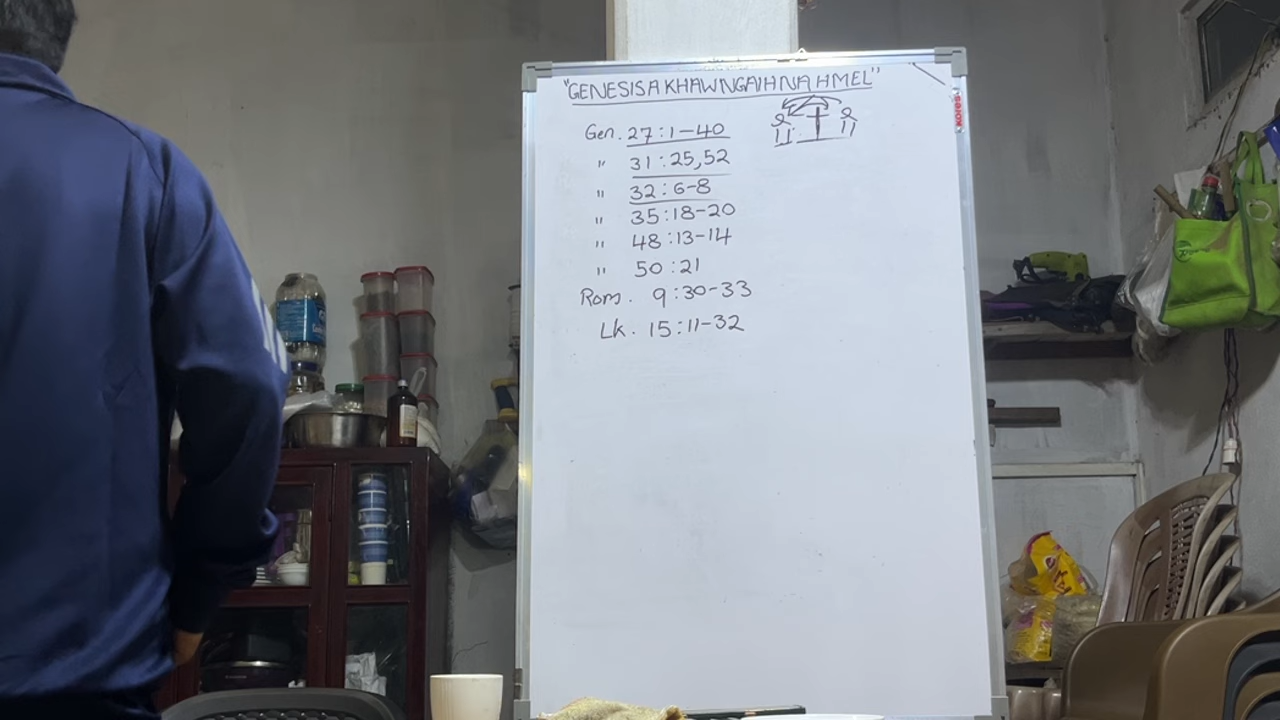 "GENESISA KHAWNGAIHNA HMEL"
Gen. 27:1-40
" 31:25,52
" 32:6-8
" 35:18-20
" 48:13-14
" 50:21
Rom. 9:30-33
Lk. 15:11-32
kores